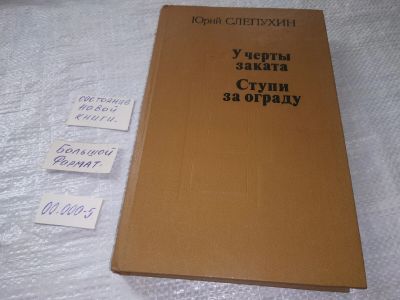 Юрий СЛЕПУХИН
У черты
заката
Ступи
за ограду
состояние
новой
книги.
Большой
формат.
00.000-5